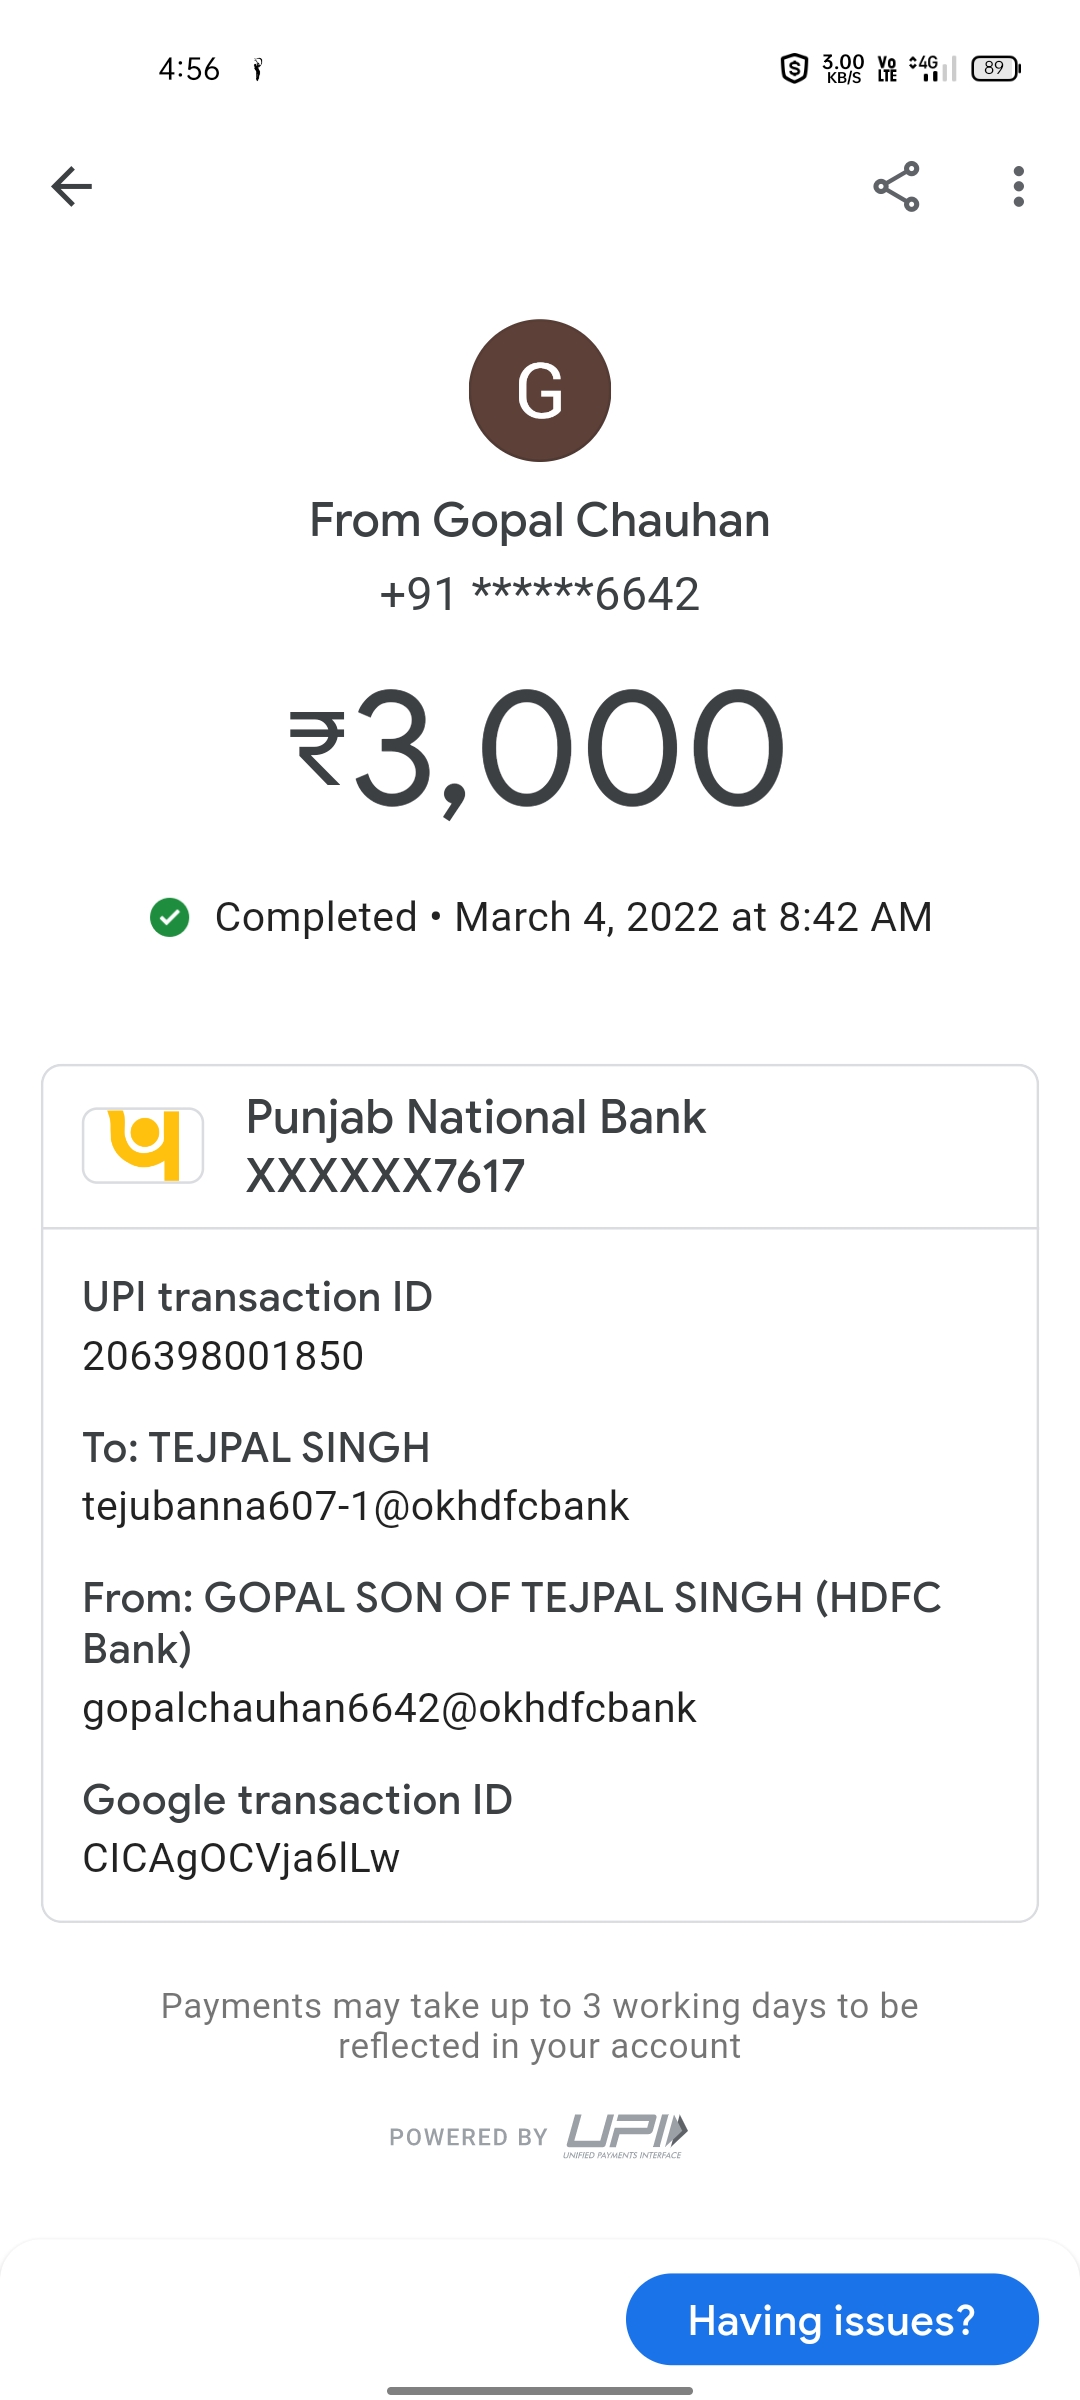 4:56
3.00 KB/S Vo LTE 4G 89
G
From Gopal Chauhan
+91 ******6642
₹3,000
Completed • March 4, 2022 at 8:42 AM
Punjab National Bank
XXXXXX7617
UPI transaction ID
206398001850
To: TEJPAL SINGH
tejubanna607-1@okhdfcbank
From: GOPAL SON OF TEJPAL SINGH (HDFC
Bank)
gopalchauhan6642@okhdfcbank
Google transaction ID
CICAgOCVja6lLw
Payments may take up to 3 working days to be
reflected in your account
POWERED BY UPI
UNIFIED PAYMENTS INTERFACE
Having issues?